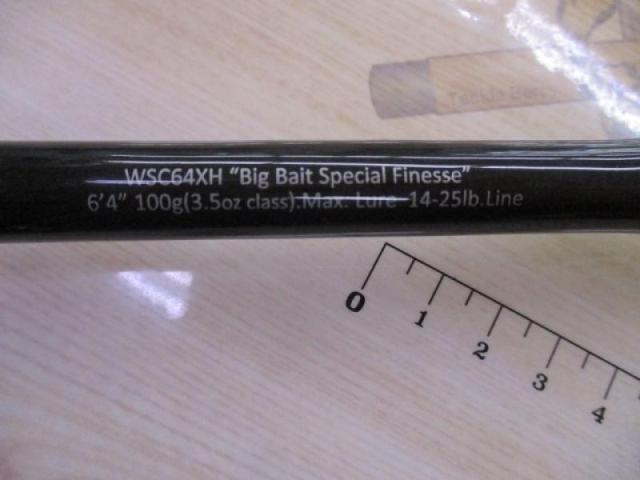 WSC64XH "Big Bait Special Finesse"
6'4" 100g(3.5oz class).Max. Lure 14-25lb.Line
0 1 2 3 4